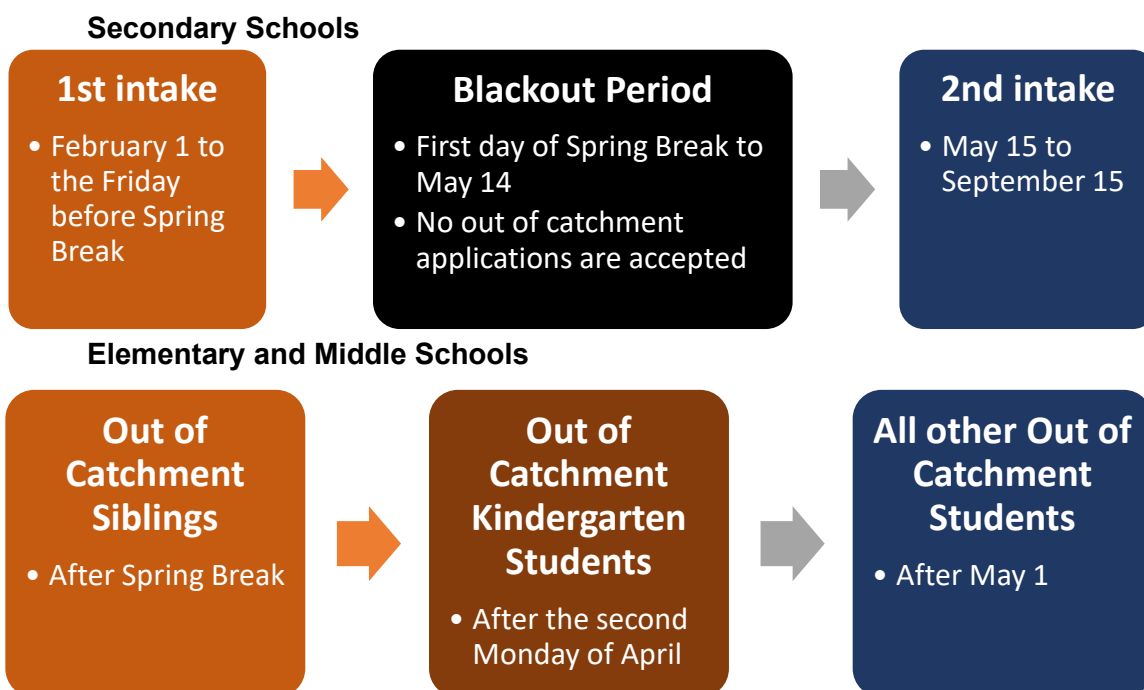 Secondary Schools
1st intake
• February 1 to
the Friday
before Spring
Break
Blackout Period
• First day of Spring Break to
May 14
• No out of catchment
applications are accepted
2nd intake
• May 15 to
September 15
Elementary and Middle Schools
Out of
Catchment
Siblings
• After Spring Break
Out of
Catchment
Kindergarten
Students
• After the second
Monday of April
All other Out of
Catchment
Students
• After May 1